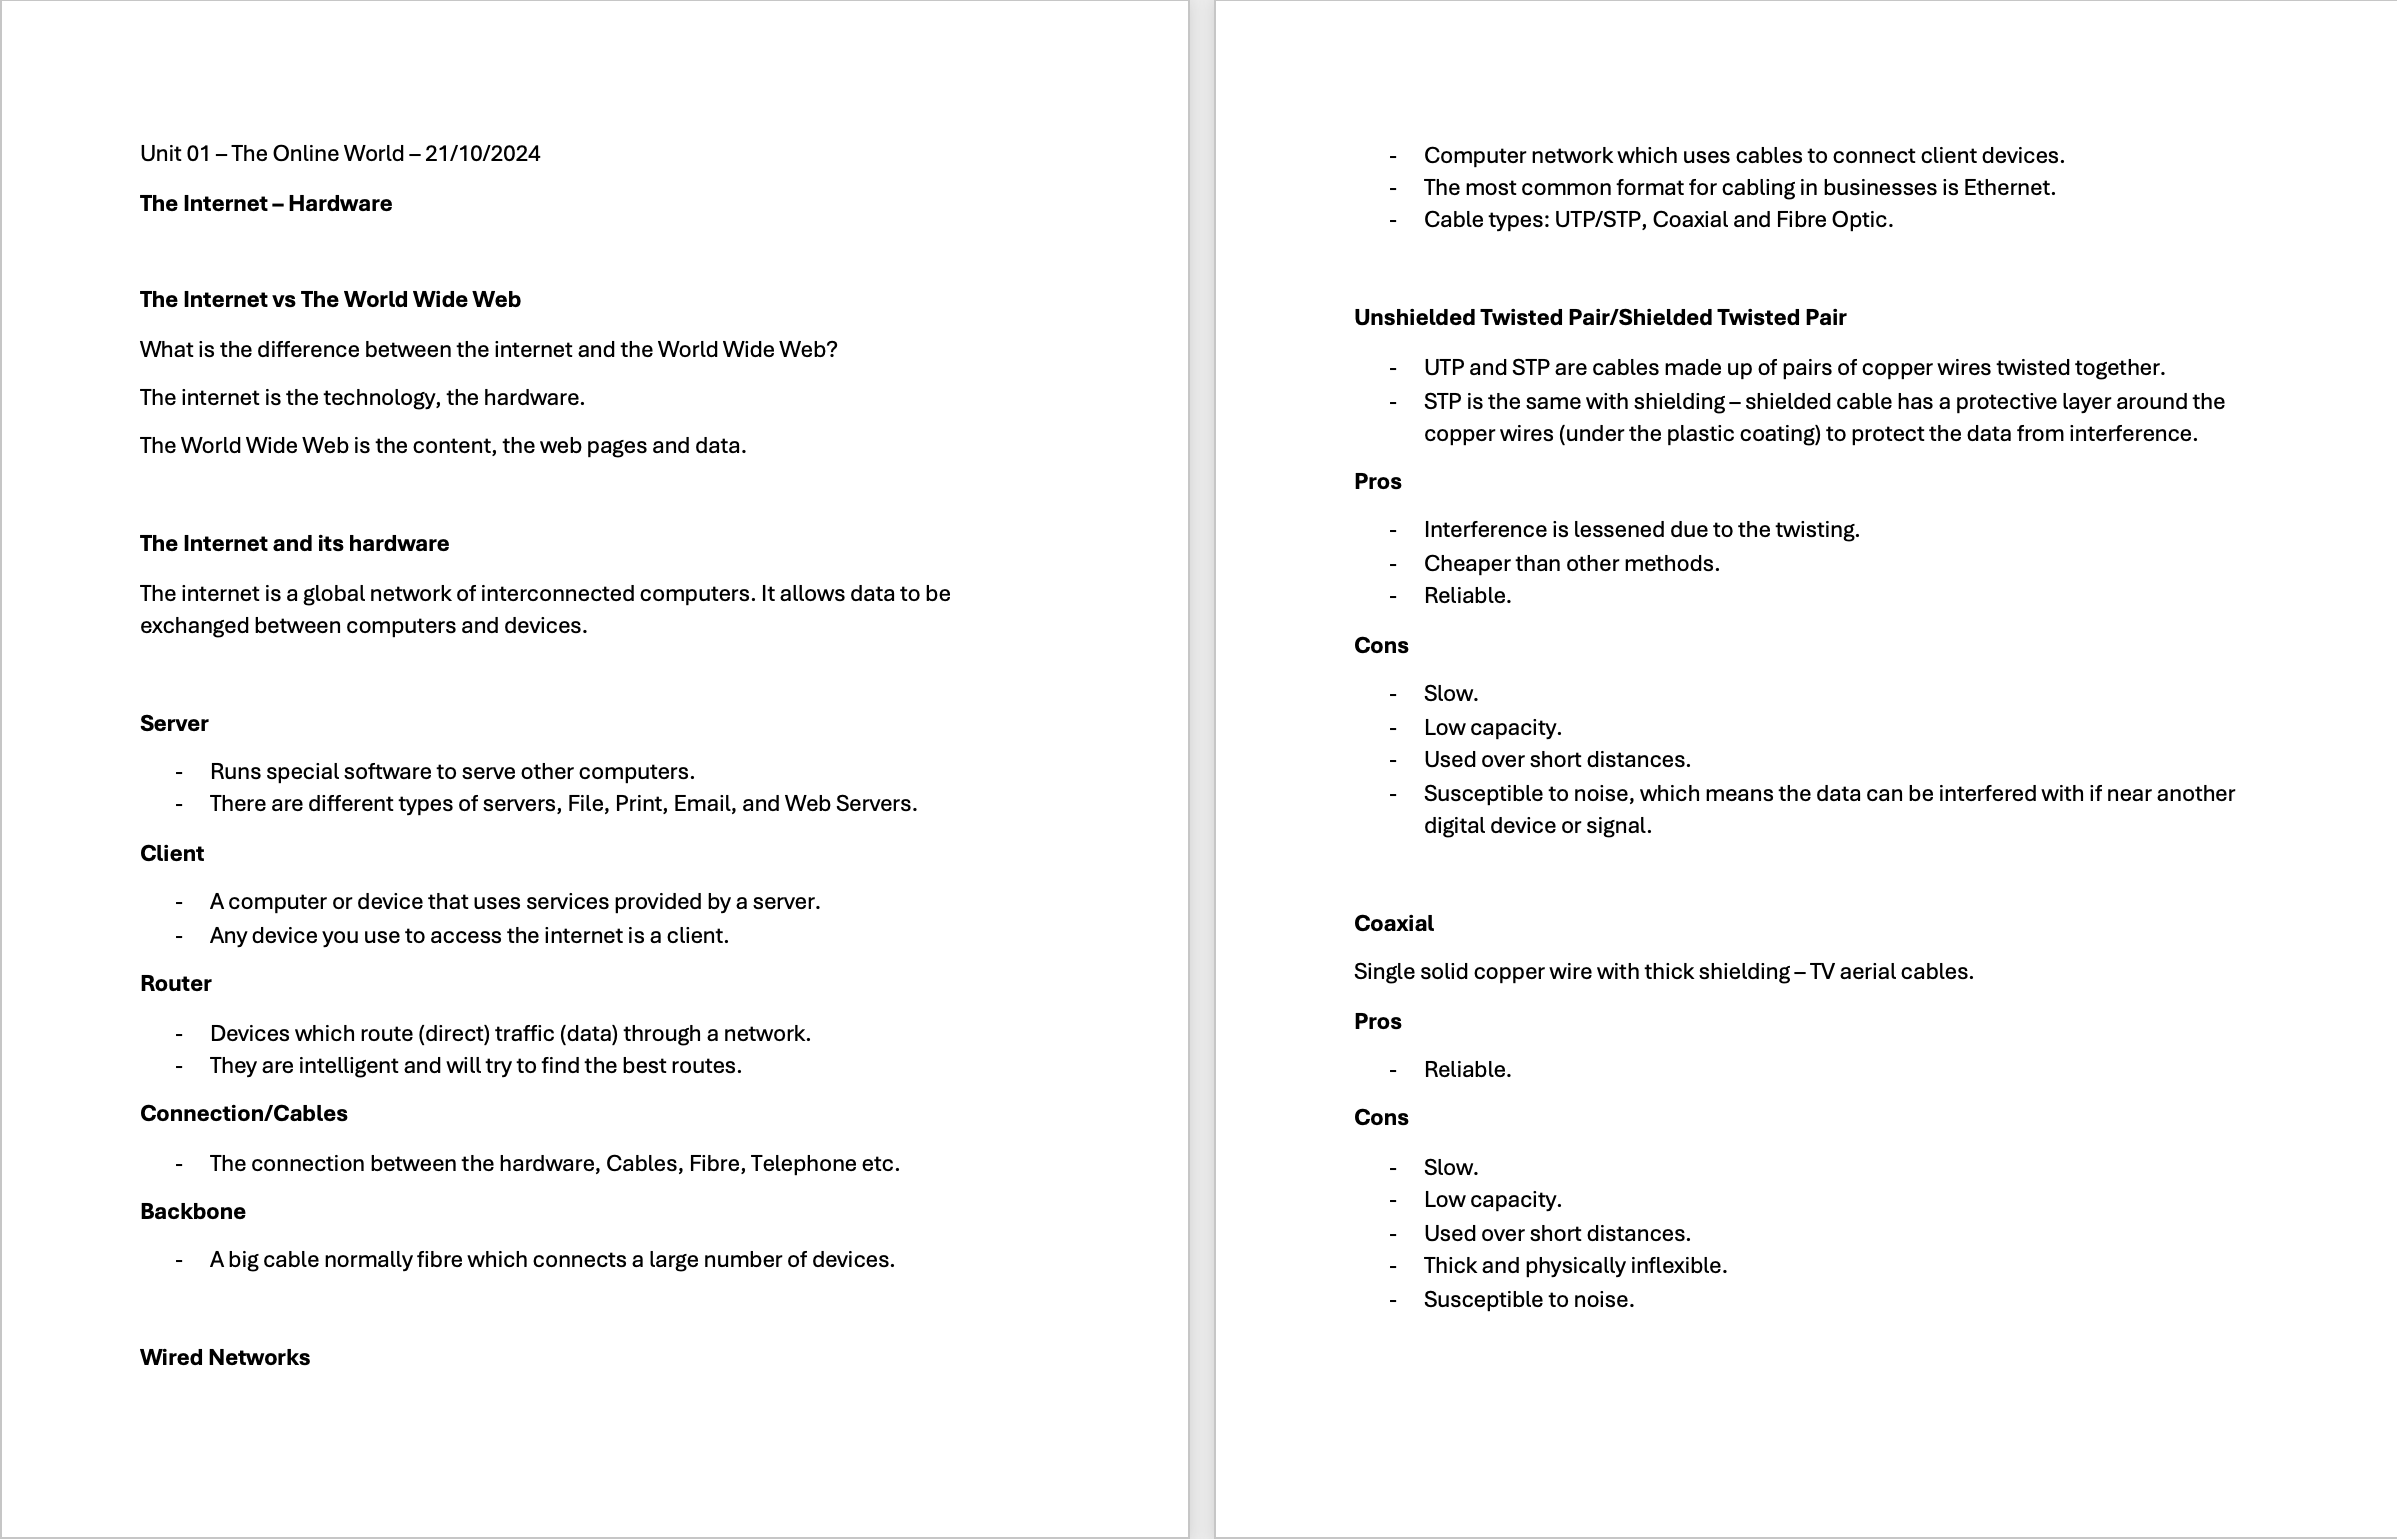 Unit 01 – The Online World – 21/10/2024
The Internet – Hardware
The Internet vs The World Wide Web
What is the difference between the internet and the World Wide Web?
The internet is the technology, the hardware.
The World Wide Web is the content, the web pages and data.
The Internet and its hardware
The internet is a global network of interconnected computers. It allows data to be
exchanged between computers and devices.
Server
- Runs special software to serve other computers.
- There are different types of servers, File, Print, Email, and Web Servers.
Client
- A computer or device that uses services provided by a server.
- Any device you use to access the internet is a client.
Router
- Devices which route (direct) traffic (data) through a network.
- They are intelligent and will try to find the best routes.
Connection/Cables
- The connection between the hardware, Cables, Fibre, Telephone etc.
Backbone
- A big cable normally fibre which connects a large number of devices.
Wired Networks
- Computer network which uses cables to connect client devices.
- The most common format for cabling in businesses is Ethernet.
- Cable types: UTP/STP, Coaxial and Fibre Optic.
Unshielded Twisted Pair/Shielded Twisted Pair
- UTP and STP are cables made up of pairs of copper wires twisted together.
- STP is the same with shielding – shielded cable has a protective layer around the
copper wires (under the plastic coating) to protect the data from interference.
Pros
- Interference is lessened due to the twisting.
- Cheaper than other methods.
- Reliable.
Cons
- Slow.
- Low capacity.
- Used over short distances.
- Susceptible to noise, which means the data can be interfered with if near another
digital device or signal.
Coaxial
Single solid copper wire with thick shielding – TV aerial cables.
Pros
- Reliable.
Cons
- Slow.
- Low capacity.
- Used over short distances.
- Thick and physically inflexible.
- Susceptible to noise.